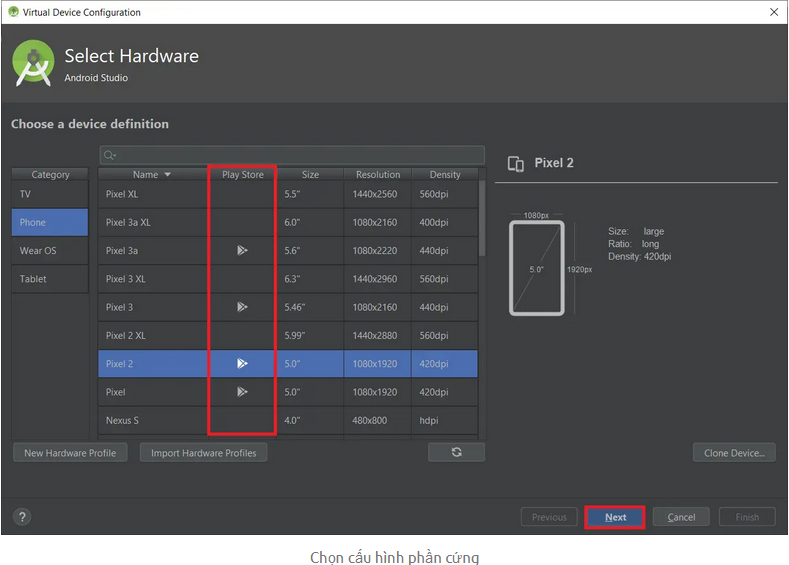 Virtual Device Configuration
Select Hardware
Android Studio
Choose a device definition
Category
TV
Phone
Wear OS
Tablet
Name Play Store Size Resolution Density
Pixel XL 5.5" 1440x2560 560dpi
Pixel 3a XL 6.0" 1080x2160 400dpi
Pixel 3a 5.6" 1080x2220 440dpi
Pixel 3 XL 6.3" 1440x2960 560dpi
Pixel 3 5.46" 1080x2160 440dpi
Pixel 2 XL 5.99" 1440x2880 560dpi
Pixel 2 5.0" 1080x1920 420dpi
Pixel 5.0" 1080x1920 420dpi
Nexus S 4.0" 480x800 hdpi
New Hardware Profile Import Hardware Profiles
Pixel 2
1080px
5.0"
1920px
Size: large
Ratio: long
Density: 420dpi
Clone Device...
? Previous Next Cancel Finish
Chọn cấu hình phần cứng